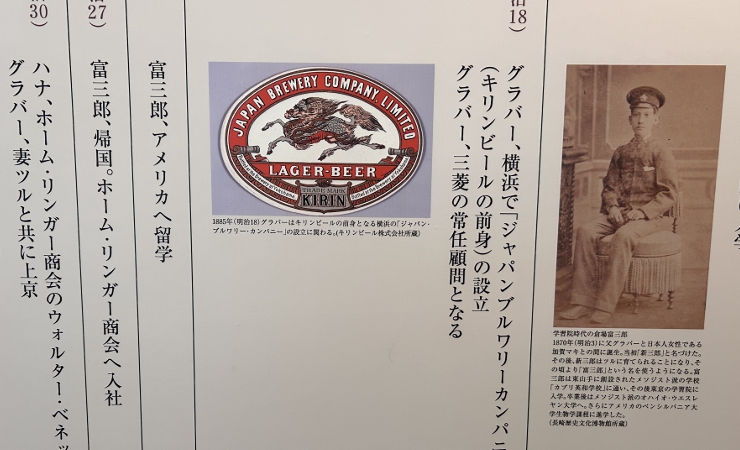 治18)
グラバー、横浜で「ジャパンブルワリーカンパニ
(キリンビールの前身)の設立
グラバー、三菱の常任顧問となる
学習院時代の倉場富三郎
1870年(明治3)に父グラバーと日本人女性である
加賀マキとの間に誕生。当初「新三郎」と名づけた。
その後、新三郎はツルに育てられることになり、そ
の頃より「富三郎」という名を使うようになる。富
三郎は東山手に創設されたメソジスト派の学校
「カブリ英和学校」に通い、その後東京の学習院に
入学。卒業後はメソジスト派のオハイオ・ウエスレ
ヤン大学へ。さらにアメリカのペンシルバニア大
学生物学課程に進学した。
(長崎歴史文化博物館所蔵)
JAPAN BREWERY COMPANY, LIMITED
LAGER-BEER
TRADE MARK
KIRIN
1885年(明治18)グラバーはキリンビールの前身となる横浜の「ジャパン・
ブルワリー・カンパニー」の設立に関わる。(キリンビール株式会社所蔵)
富三郎、アメリカへ留学
治27)
富三郎、帰国。ホーム・リンガー商会へ入社
30)
ハナ、ホーム・リンガー商会のウォルター・ベネッ
グラバー、妻ツルと共に上京